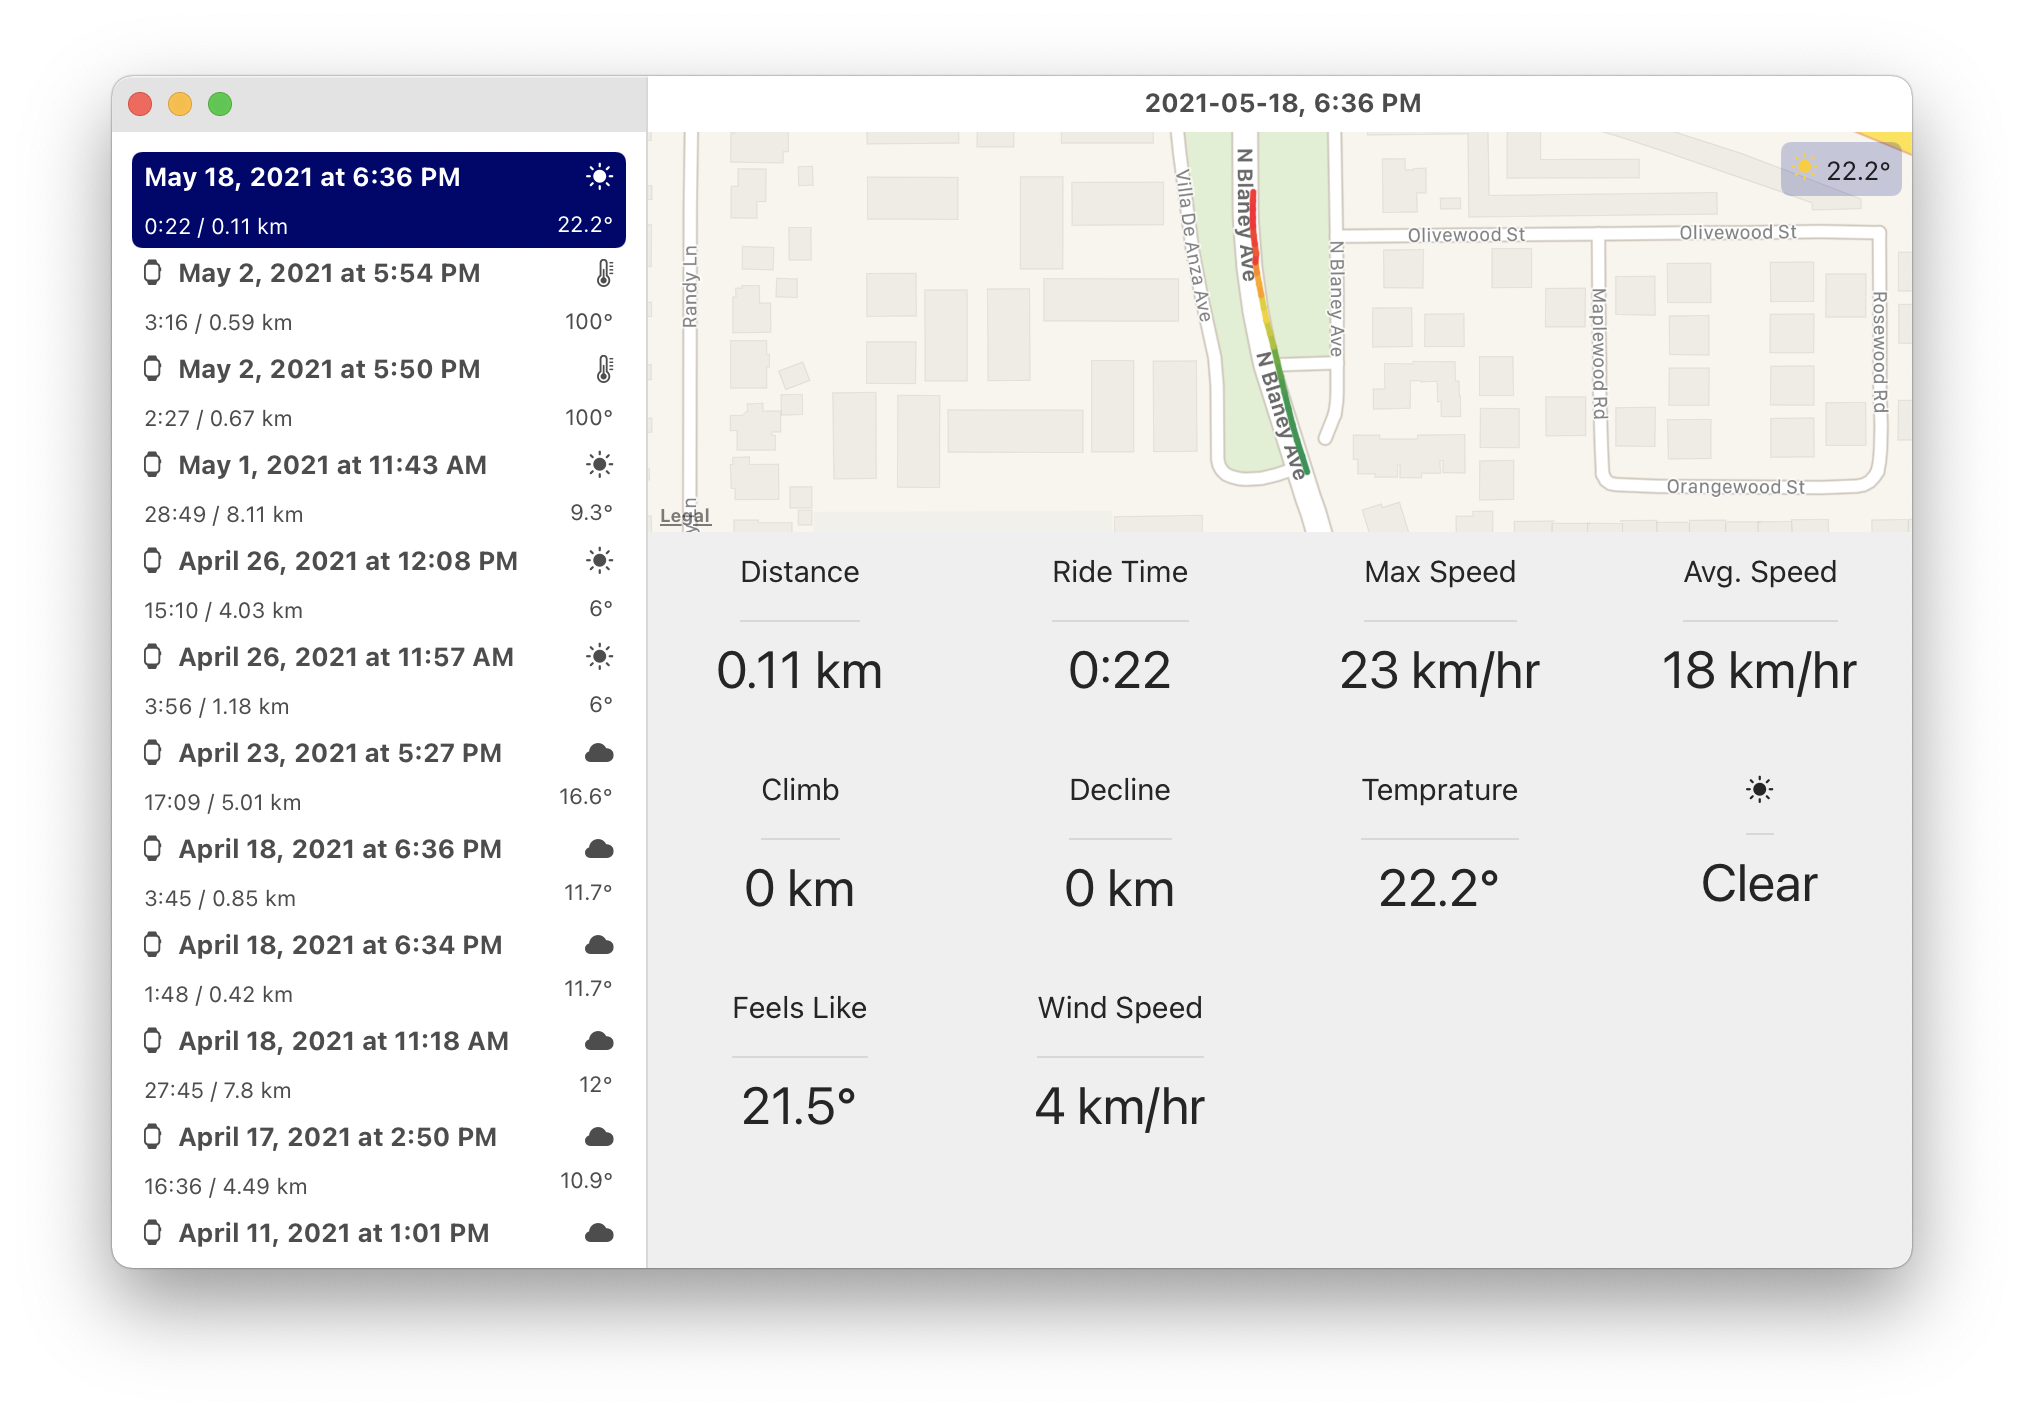 2021-05-18, 6:36 PM
May 18, 2021 at 6:36 PM
0:22 / 0.11 km 22.2°
May 2, 2021 at 5:54 PM
3:16 / 0.59 km 100°
May 2, 2021 at 5:50 PM
2:27 / 0.67 km 100°
May 1, 2021 at 11:43 AM
28:49 / 8.11 km 9.3°
April 26, 2021 at 12:08 PM
15:10 / 4.03 km 6°
April 26, 2021 at 11:57 AM
3:56 / 1.18 km 6°
April 23, 2021 at 5:27 PM
17:09 / 5.01 km 16.6°
April 18, 2021 at 6:36 PM
3:45 / 0.85 km 11.7°
April 18, 2021 at 6:34 PM
1:48 / 0.42 km 11.7°
April 18, 2021 at 11:18 AM
27:45 / 7.8 km 12°
April 17, 2021 at 2:50 PM
16:36 / 4.49 km 10.9°
April 11, 2021 at 1:01 PM
22.2°
Randy Ln
Villa De Anza Ave
N Blaney Ave
N Blaney Ave
N Blaney Ave
Olivewood St
Olivewood St
Maplewood Rd
Rosewood Rd
Orangewood St
Legal
Distance Ride Time Max Speed Avg. Speed
0.11 km 0:22 23 km/hr 18 km/hr
Climb Decline Temprature
0 km 0 km 22.2° Clear
Feels Like Wind Speed
21.5° 4 km/hr